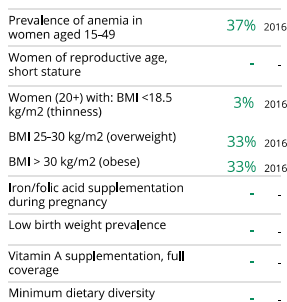 Prevalence of anemia in
women aged 15-49 37% 2016
Women of reproductive age,
short stature - -
Women (20+) with: BMI <18.5
kg/m2 (thinness) 3% 2016
BMI 25-30 kg/m2 (overweight) 33% 2016
BMI > 30 kg/m2 (obese) 33% 2016
Iron/folic acid supplementation
during pregnancy - -
Low birth weight prevalence - -
Vitamin A supplementation, full
coverage - -
Minimum dietary diversity - -